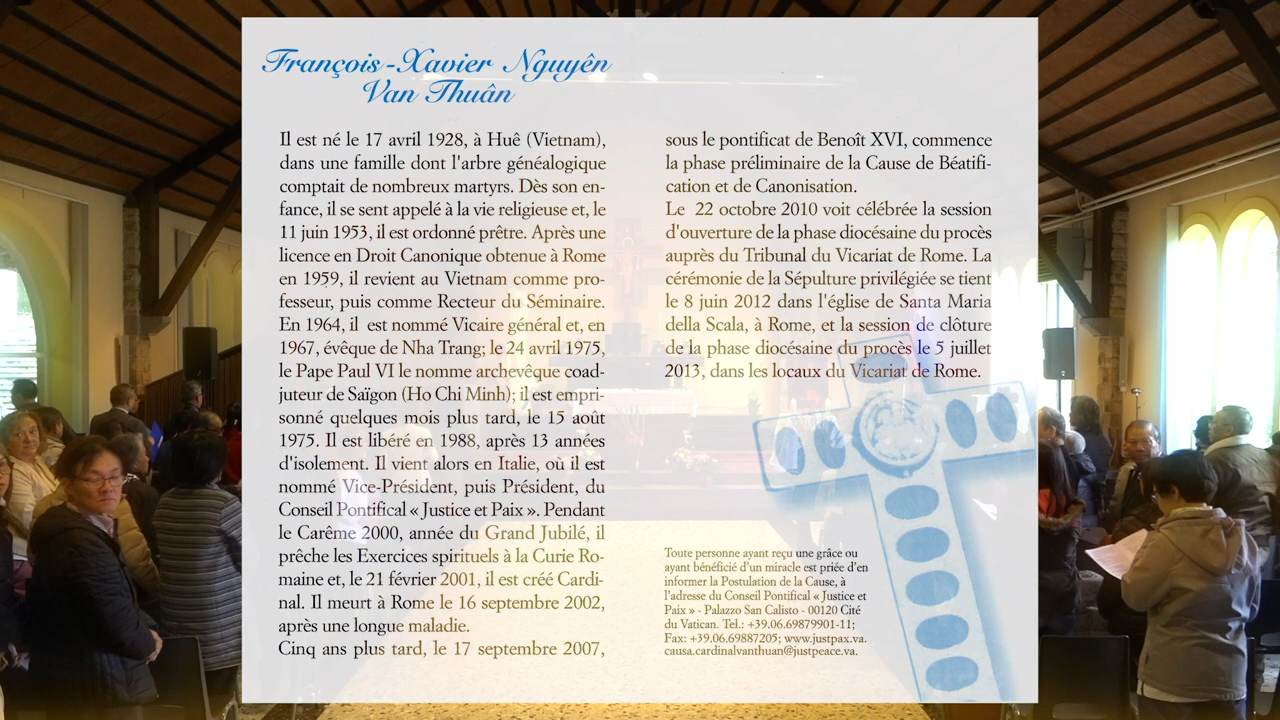 François-Xavier Nguyên
Van Thuân
Il est né le 17 avril 1928, à Huê (Vietnam),
dans une famille dont l'arbre généalogique
comptait de nombreux martyrs. Dès son en-
fance, il se sent appelé à la vie religieuse et, le
11 juin 1953, il est ordonné prêtre. Après une
licence en Droit Canonique obtenue à Rome
en 1959, il revient au Vietnam comme pro-
fesseur, puis comme Recteur du Séminaire.
En 1964, il est nommé Vicaire général et, en
1967, évêque de Nha Trang; le 24 avril 1975,
le Pape Paul VI le nomme archevêque coad-
juteur de Saïgon (Ho Chi Minh); il est empri-
sonné quelques mois plus tard, le 15 août
1975. Il est libéré en 1988, après 13 années
d'isolement. Il vient alors en Italie, où il est
nommé Vice-Président, puis Président, du
Conseil Pontifical « Justice et Paix ». Pendant
le Carême 2000, année du Grand Jubilé, il
prêche les Exercices spirituels à la Curie Ro-
maine et, le 21 février 2001, il est créé Cardi-
nal. Il meurt à Rome le 16 septembre 2002,
après une longue maladie.
Cinq ans plus tard, le 17 septembre 2007,
sous le pontificat de Benoît XVI, commence
la phase préliminaire de la Cause de Béatifi-
cation et de Canonisation.
Le 22 octobre 2010 voit célébrée la session
d'ouverture de la phase diocésaine du procès
auprès du Tribunal du Vicariat de Rome. La
cérémonie de la Sépulture privilégiée se tient
le 8 juin 2012 dans l'église de Santa Maria
della Scala, à Rome, et la session de clôture
de la phase diocésaine du procès le 5 juillet
2013, dans les locaux du Vicariat de Rome.
Toute personne ayant reçu une grâce ou
ayant bénéficié d'un miracle est priée d'en
informer la Postulation de la Cause, à
l'adresse du Conseil Pontifical « Justice et
Paix » - Palazzo San Calisto - 00120 Cité
du Vatican. Tel.: +39.06.69879901-11;
Fax: +39.06.69887205; www.justpax.va.
causa.cardinalvanthuan@justpeace.va.